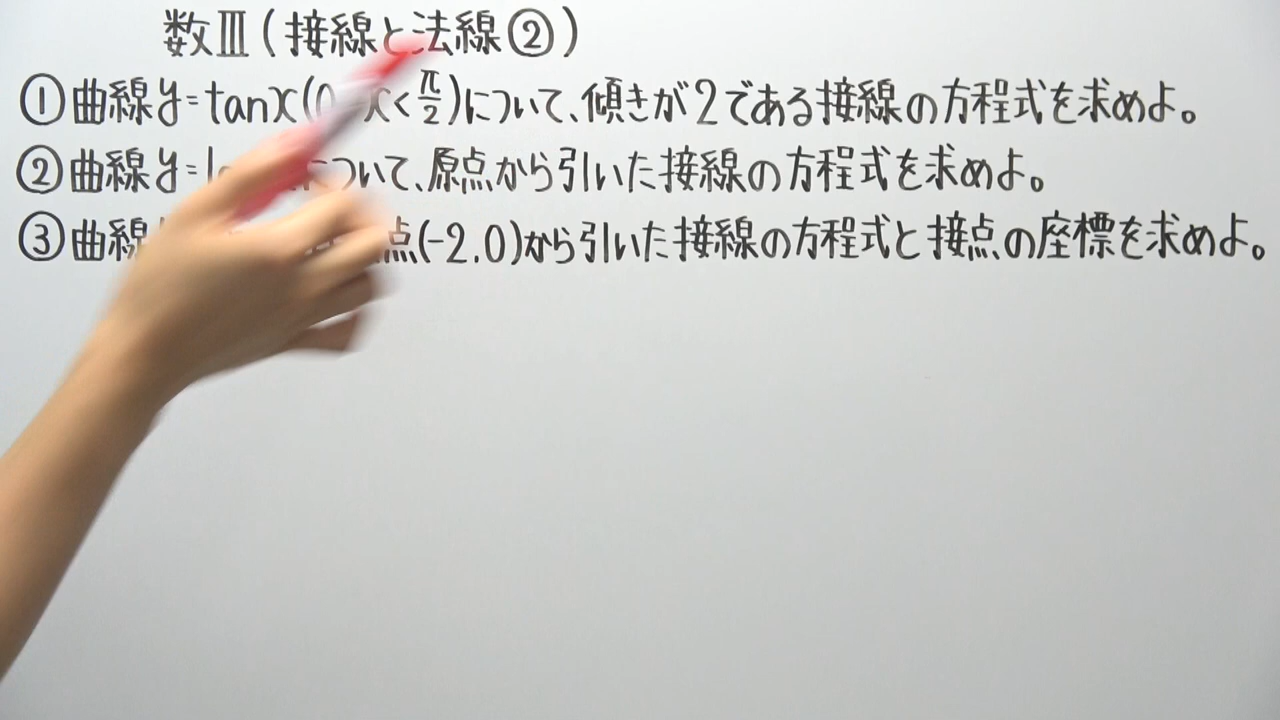 数Ⅲ(接線と法線②)
①曲線y=tanx(0 x<π/2)について、傾きが2である接線の方程式を求めよ。
②曲線y=l について、原点から引いた接線の方程式を求めよ。
③曲線 点(-2.0)から引いた接線の方程式と接点の座標を求めよ。